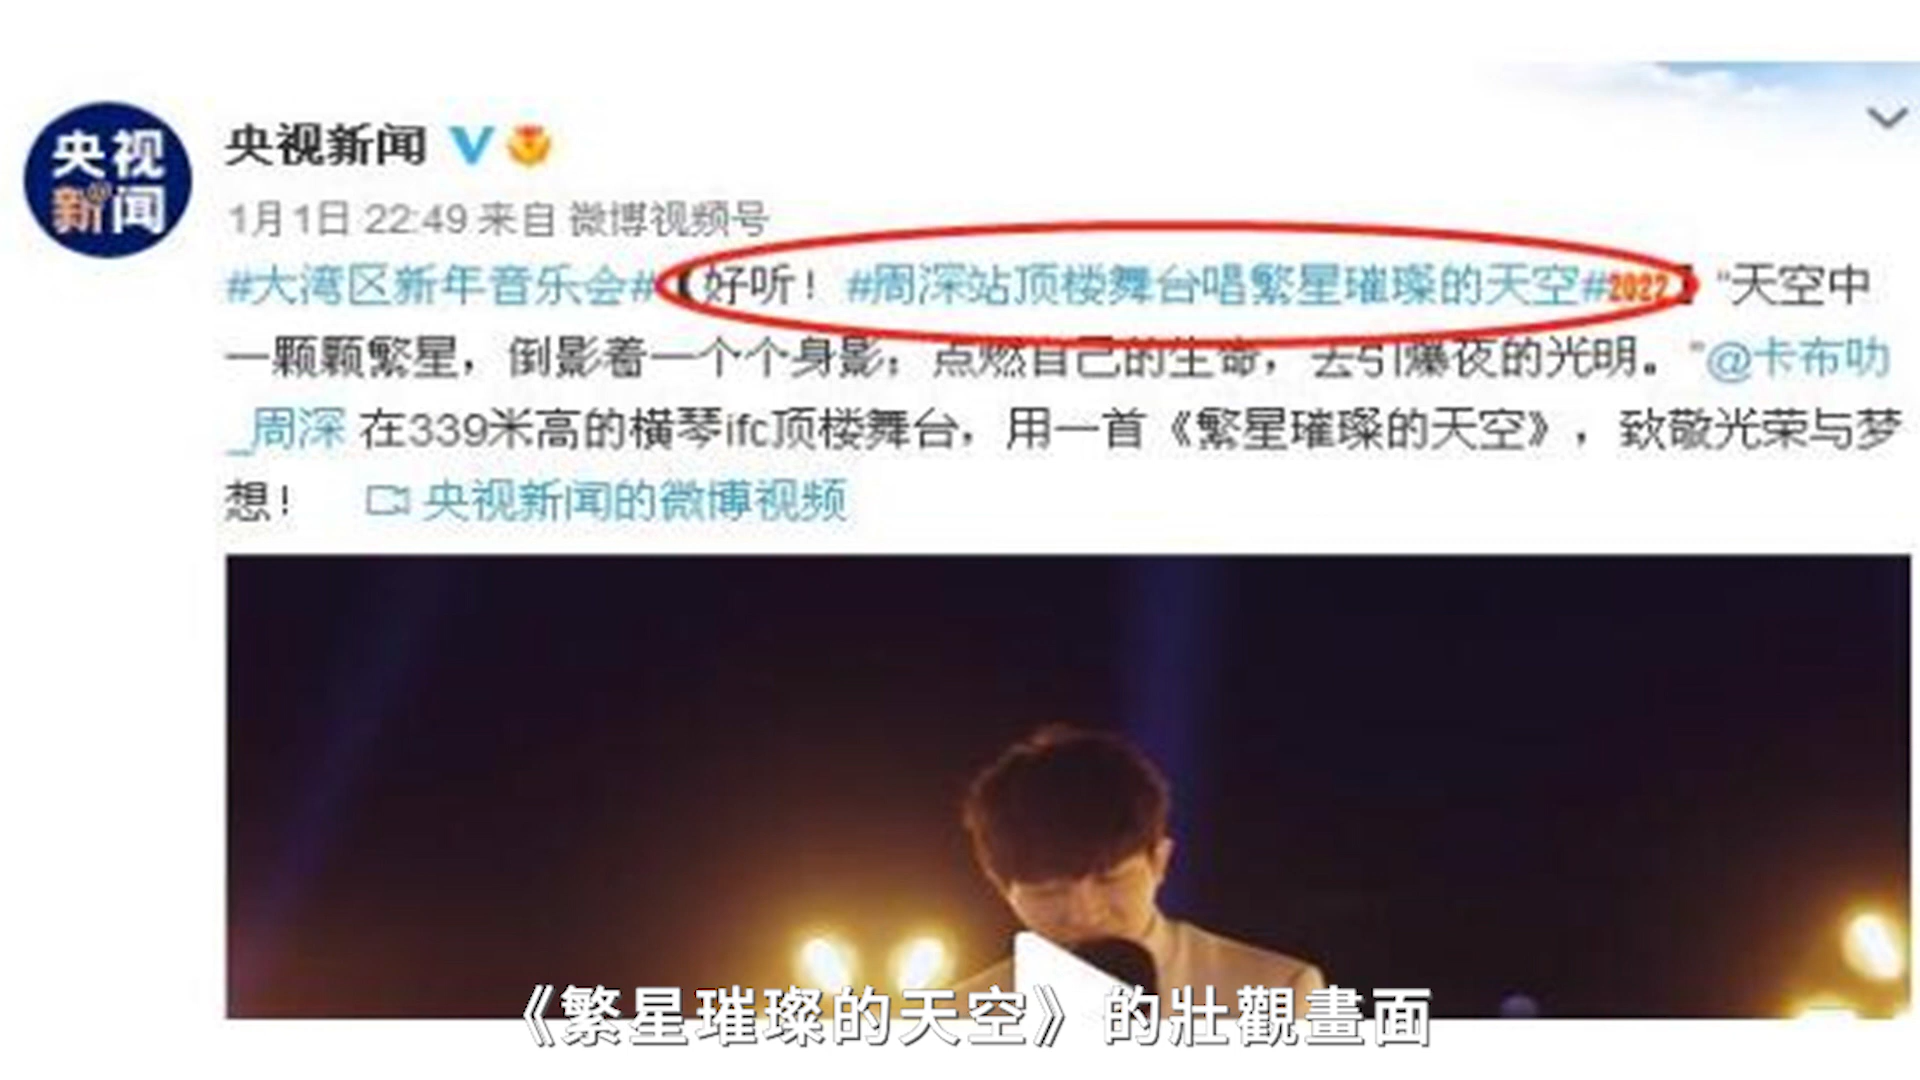 央视
新闻
央视新闻
1月1日 22:49 来自 微博视频号
#大湾区新年音乐会#【好听！#周深站顶楼舞台唱繁星璀璨的天空#2022】“天空中
一颗颗繁星，倒影着一个个身影；点燃自己的生命，去引爆夜的光明。”@卡布叻
_周深 在339米高的横琴ifc顶楼舞台，用一首《繁星璀璨的天空》，致敬光荣与梦
想！ 央视新闻的微博视频
《繁星璀璨的天空》的壯觀畫面